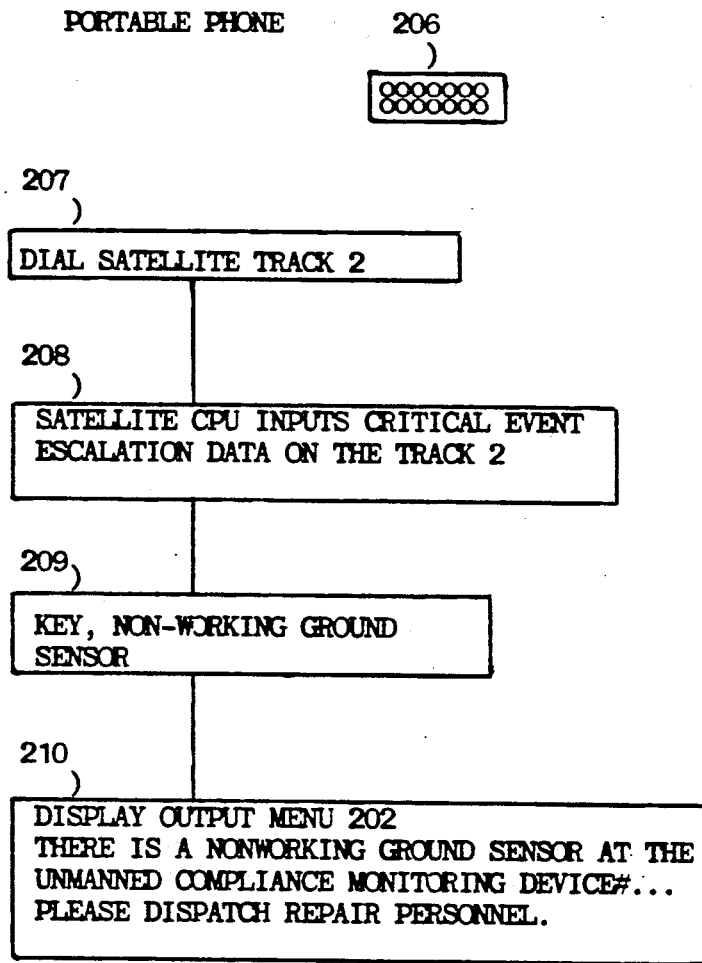 PORTABLE PHONE 206
207
DIAL SATELLITE TRACK 2
208
SATELLITE CPU INPUTS CRITICAL EVENT
ESCALATION DATA ON THE TRACK 2
209
KEY, NON-WORKING GROUND
SENSOR
210
DISPLAY OUTPUT MENU 202
THERE IS A NONWORKING GROUND SENSOR AT THE
UNMANNED COMPLIANCE MONITORING DEVICE#...
PLEASE DISPATCH REPAIR PERSONNEL.